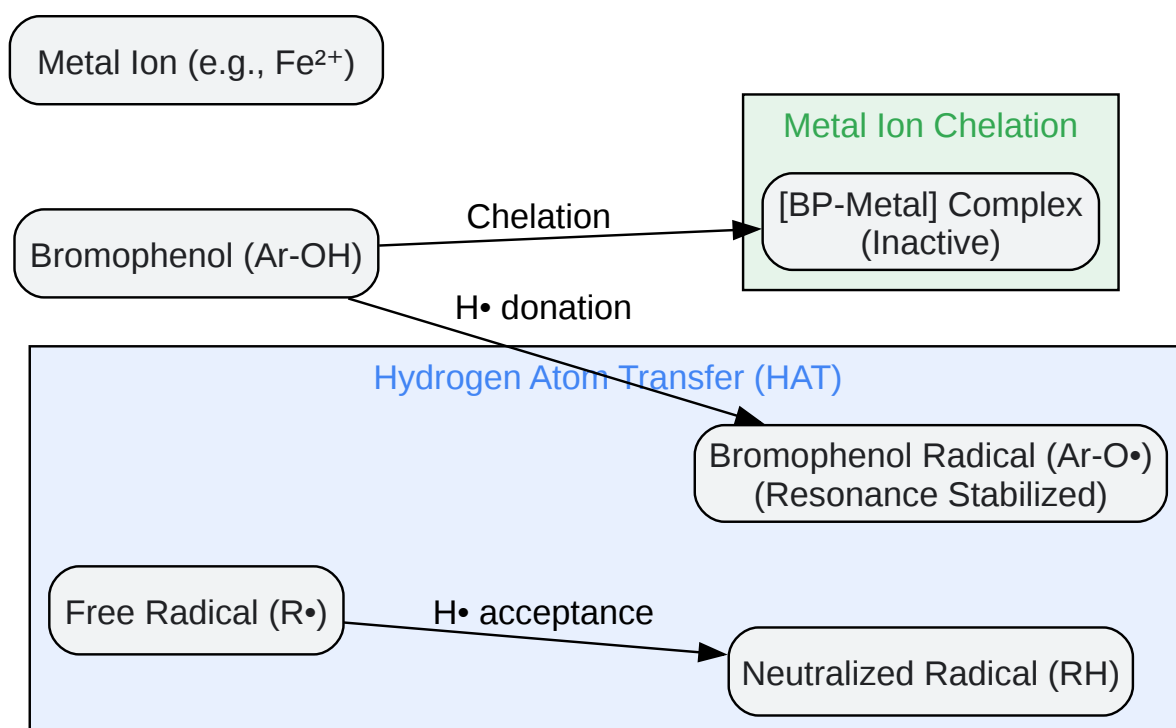 Metal Ion (e.g., Fe²⁺)
Metal Ion Chelation
[BP-Metal] Complex
(Inactive)
Chelation
Bromophenol (Ar-OH)
H• donation
Hydrogen Atom Transfer (HAT)
Bromophenol Radical (Ar-O•)
(Resonance Stabilized)
Free Radical (R•)
H• acceptance
Neutralized Radical (RH)